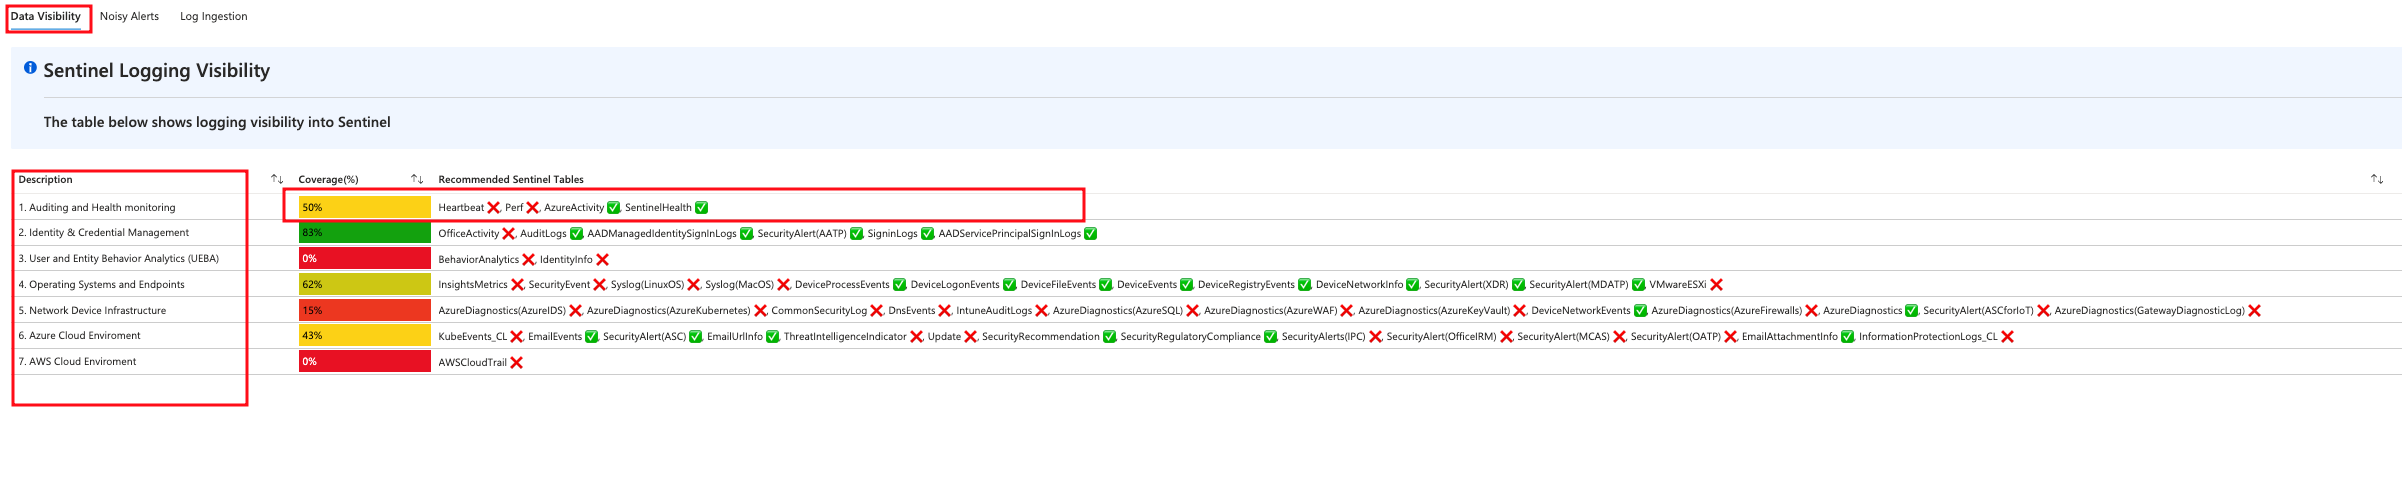 Data Visibility Noisy Alerts Log Ingestion
Sentinel Logging Visibility
The table below shows logging visibility into Sentinel
Description ↑↓ Coverage(%) ↑↓ Recommended Sentinel Tables ↑↓
1. Auditing and Health monitoring 50% Heartbeat ❌, Perf ❌, AzureActivity ✅, SentinelHealth ✅
2. Identity & Credential Management 83% OfficeActivity ❌, AuditLogs ✅, AADManagedIdentitySignInLogs ✅, SecurityAlert(AATP) ✅, SigninLogs ✅, AADServicePrincipalSignInLogs ✅
3. User and Entity Behavior Analytics (UEBA) 0% BehaviorAnalytics ❌, IdentityInfo ❌
4. Operating Systems and Endpoints 62% InsightsMetrics ❌, SecurityEvent ❌, Syslog(LinuxOS) ❌, Syslog(MacOS) ❌, DeviceProcessEvents ✅, DeviceLogonEvents ✅, DeviceFileEvents ✅, DeviceEvents ✅, DeviceRegistryEvents ✅, DeviceNetworkInfo ✅, SecurityAlert(XDR) ✅, SecurityAlert(MDATP) ✅, VMwareESXi ❌
5. Network Device Infrastructure 15% AzureDiagnostics(AzureIDS) ❌, AzureDiagnostics(AzureKubernetes) ❌, CommonSecurityLog ❌, DnsEvents ❌, IntuneAuditLogs ❌, AzureDiagnostics(AzureSQL) ❌, AzureDiagnostics(AzureWAF) ❌, AzureDiagnostics(AzureKeyVault) ❌, DeviceNetworkEvents ✅, AzureDiagnostics(AzureFirewalls) ❌, AzureDiagnostics ✅, SecurityAlert(ASCforIoT) ❌, AzureDiagnostics(GatewayDiagnosticLog) ❌
6. Azure Cloud Enviroment 43% KubeEvents_CL ❌, EmailEvents ✅, SecurityAlert(ASC) ✅, EmailUrlInfo ✅, ThreatIntelligenceIndicator ❌, Update ❌, SecurityRecommendation ✅, SecurityRegulatoryCompliance ✅, SecurityAlerts(IPC) ❌, SecurityAlert(OfficeIRM) ❌, SecurityAlert(MCAS) ❌, SecurityAlert(OATP) ❌, EmailAttachmentInfo ✅, InformationProtectionLogs_CL ❌
7. AWS Cloud Enviroment 0% AWSCloudTrail ❌